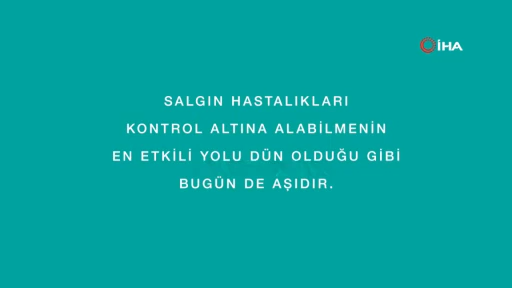 İHA
SALGIN HASTALIKLARI
KONTROL ALTINA ALABİLMENİN
EN ETKİLİ YOLU DÜN OLDUĞU GİBİ
BUGÜN DE AŞIDIR.